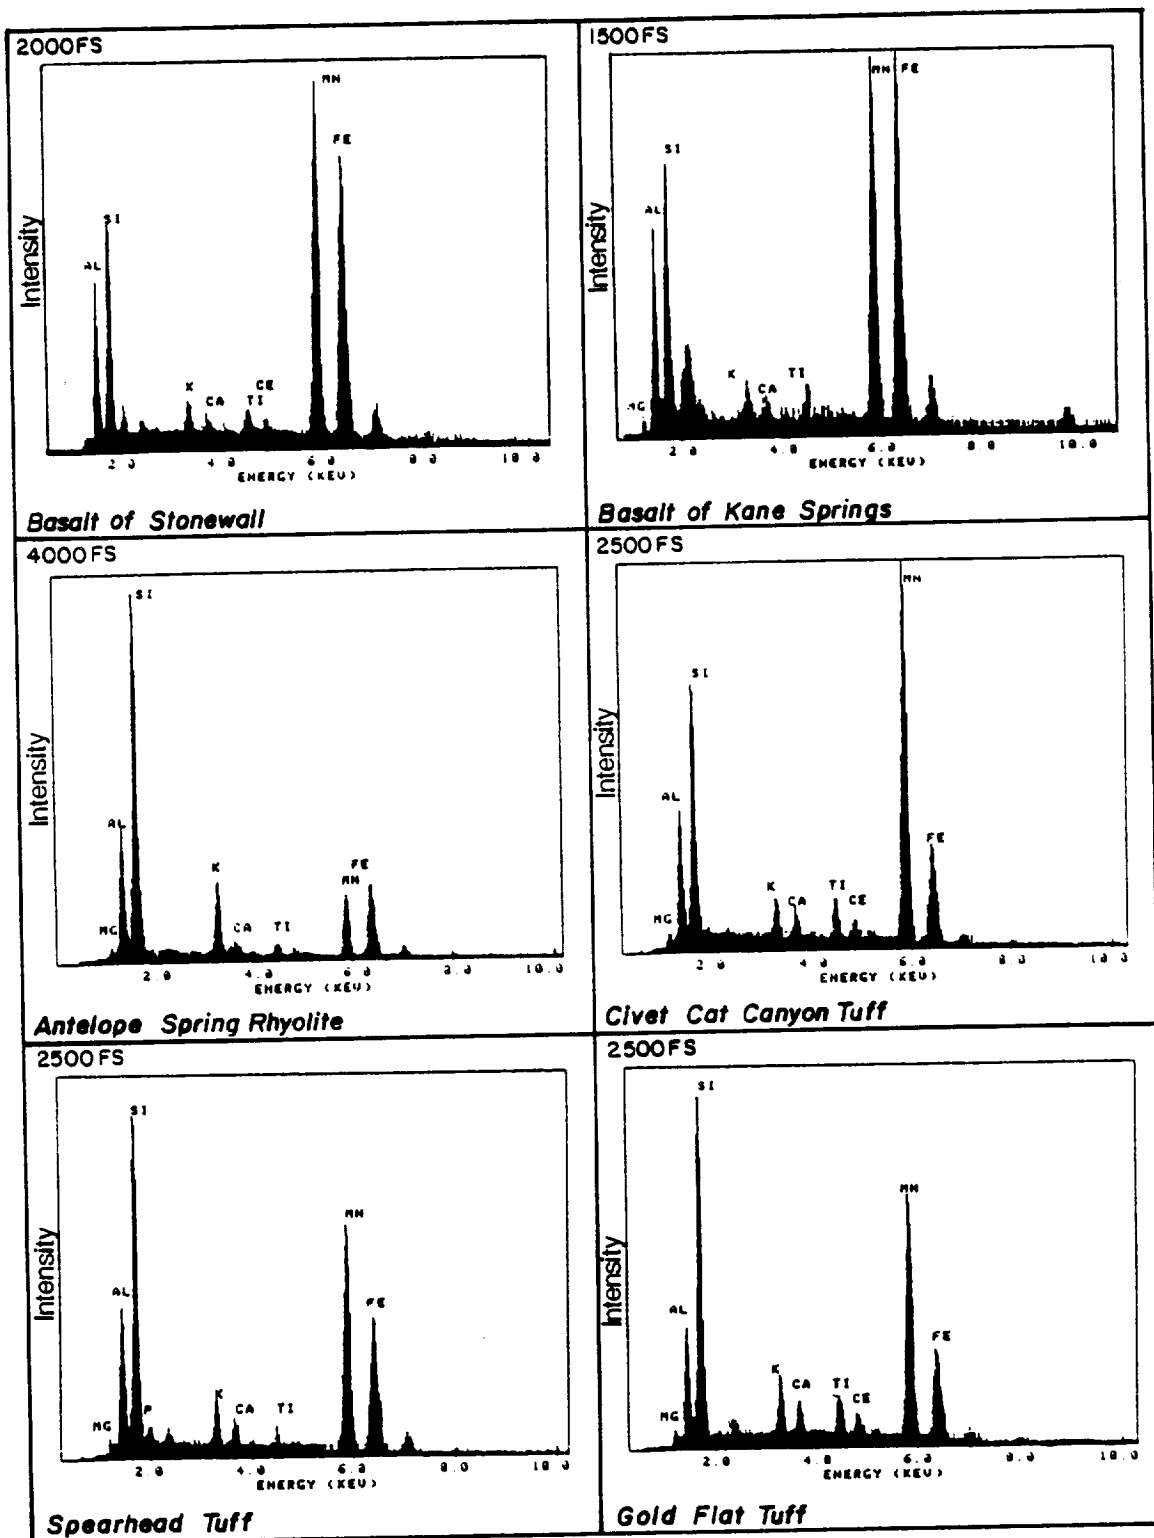 2000FS
MN
FE
SI
AL
K
CA
CE
TI
Intensity
2.0 4.0 6.0 8.0 10.0
ENERGY (KEV)
Basalt of Stonewall
1500FS
MN FE
SI
AL
K
CA
TI
MG
Intensity
2.0 4.0 6.0 8.0 10.0
ENERGY (KEV)
Basalt of Kane Springs
4000FS
SI
AL
K
FE
MN
MG
CA
TI
Intensity
2.0 4.0 6.0 8.0 10.0
ENERGY (KEV)
Antelope Spring Rhyolite
2500FS
MN
SI
AL
FE
K
CA
TI
CE
MG
Intensity
2.0 4.0 6.0 8.0 10.0
ENERGY (KEV)
Civet Cat Canyon Tuff
2500FS
SI
MN
AL
FE
K
P
CA
TI
MG
Intensity
2.0 4.0 6.0 8.0 10.0
ENERGY (KEV)
Spearhead Tuff
2500FS
SI
MN
AL
FE
K
CA
TI
CE
MG
Intensity
2.0 4.0 6.0 8.0 10.0
ENERGY (KEV)
Gold Flat Tuff